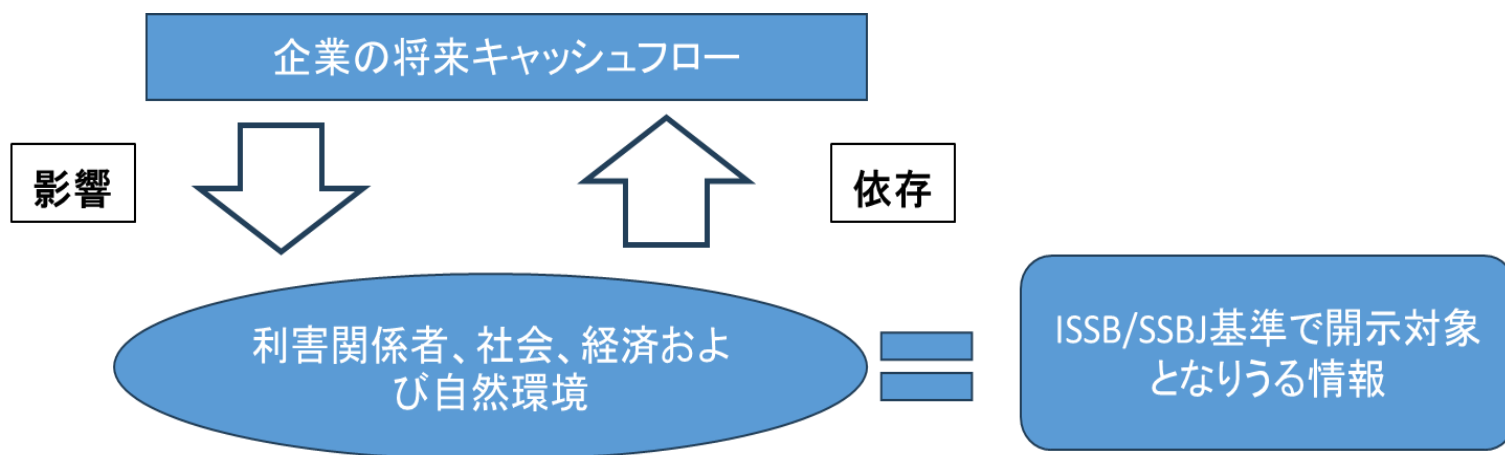 企業の将来キャッシュフロー
影響
依存
利害関係者、社会、経済およ
び自然環境
ISSB/SSBJ基準で開示対象
となりうる情報